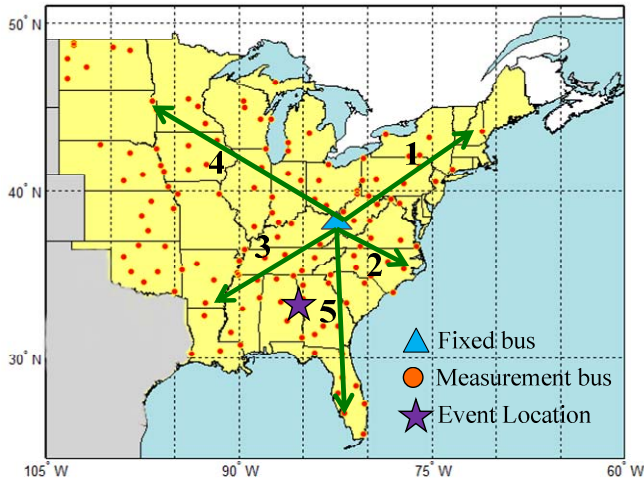 50° N
1
4
40° N
3
2
5
30° N
Fixed bus
Measurement bus
Event Location
105° W
90° W
75° W
60° W